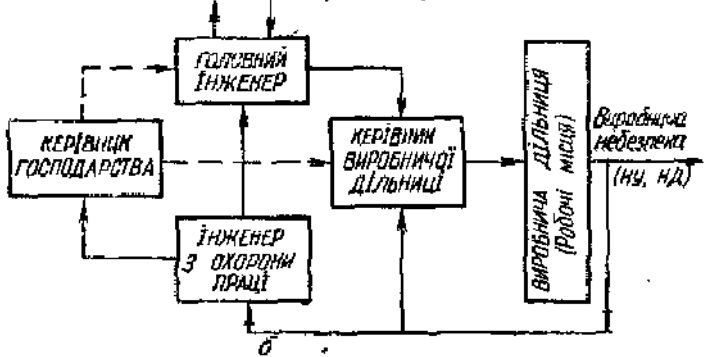 ГОЛОВНИЙ
ІНЖЕНЕР
КЕРІВНИК
ГОСПОДАРСТВА
КЕРІВНИК
ВИРОБНИЧОЇ
ДІЛЬНИЦІ
ВИРОБНИЧА ДІЛЬНИЦЯ
(Робочі місця)
Виробнича
небезпека
(НУ, НД)
ІНЖЕНЕР
З ОХОРОНИ
ПРАЦІ
б